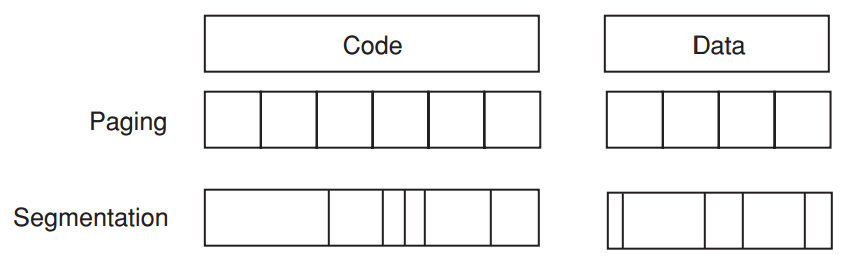 Code
Data
Paging
Segmentation